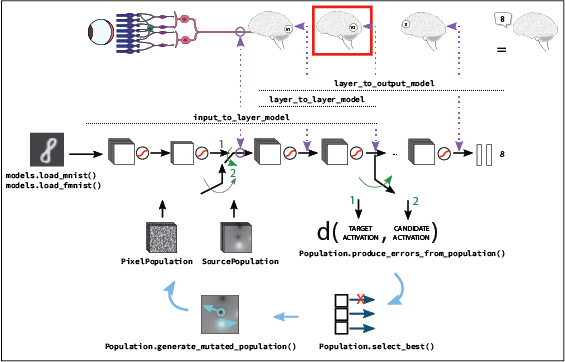 8
V1
V2
=
layer_to_output_model
layer_to_layer_model
input_to_layer_model
1
2
..
8
models.load_mnist()
models.load_fmnist()
1
2
d( TARGET ACTIVATION , CANDIDATE ACTIVATION )
PixelPopulation
SourcePopulation
Population.produce_errors_from_population()
X
Population.generate_mutated_population()
Population.select_best()